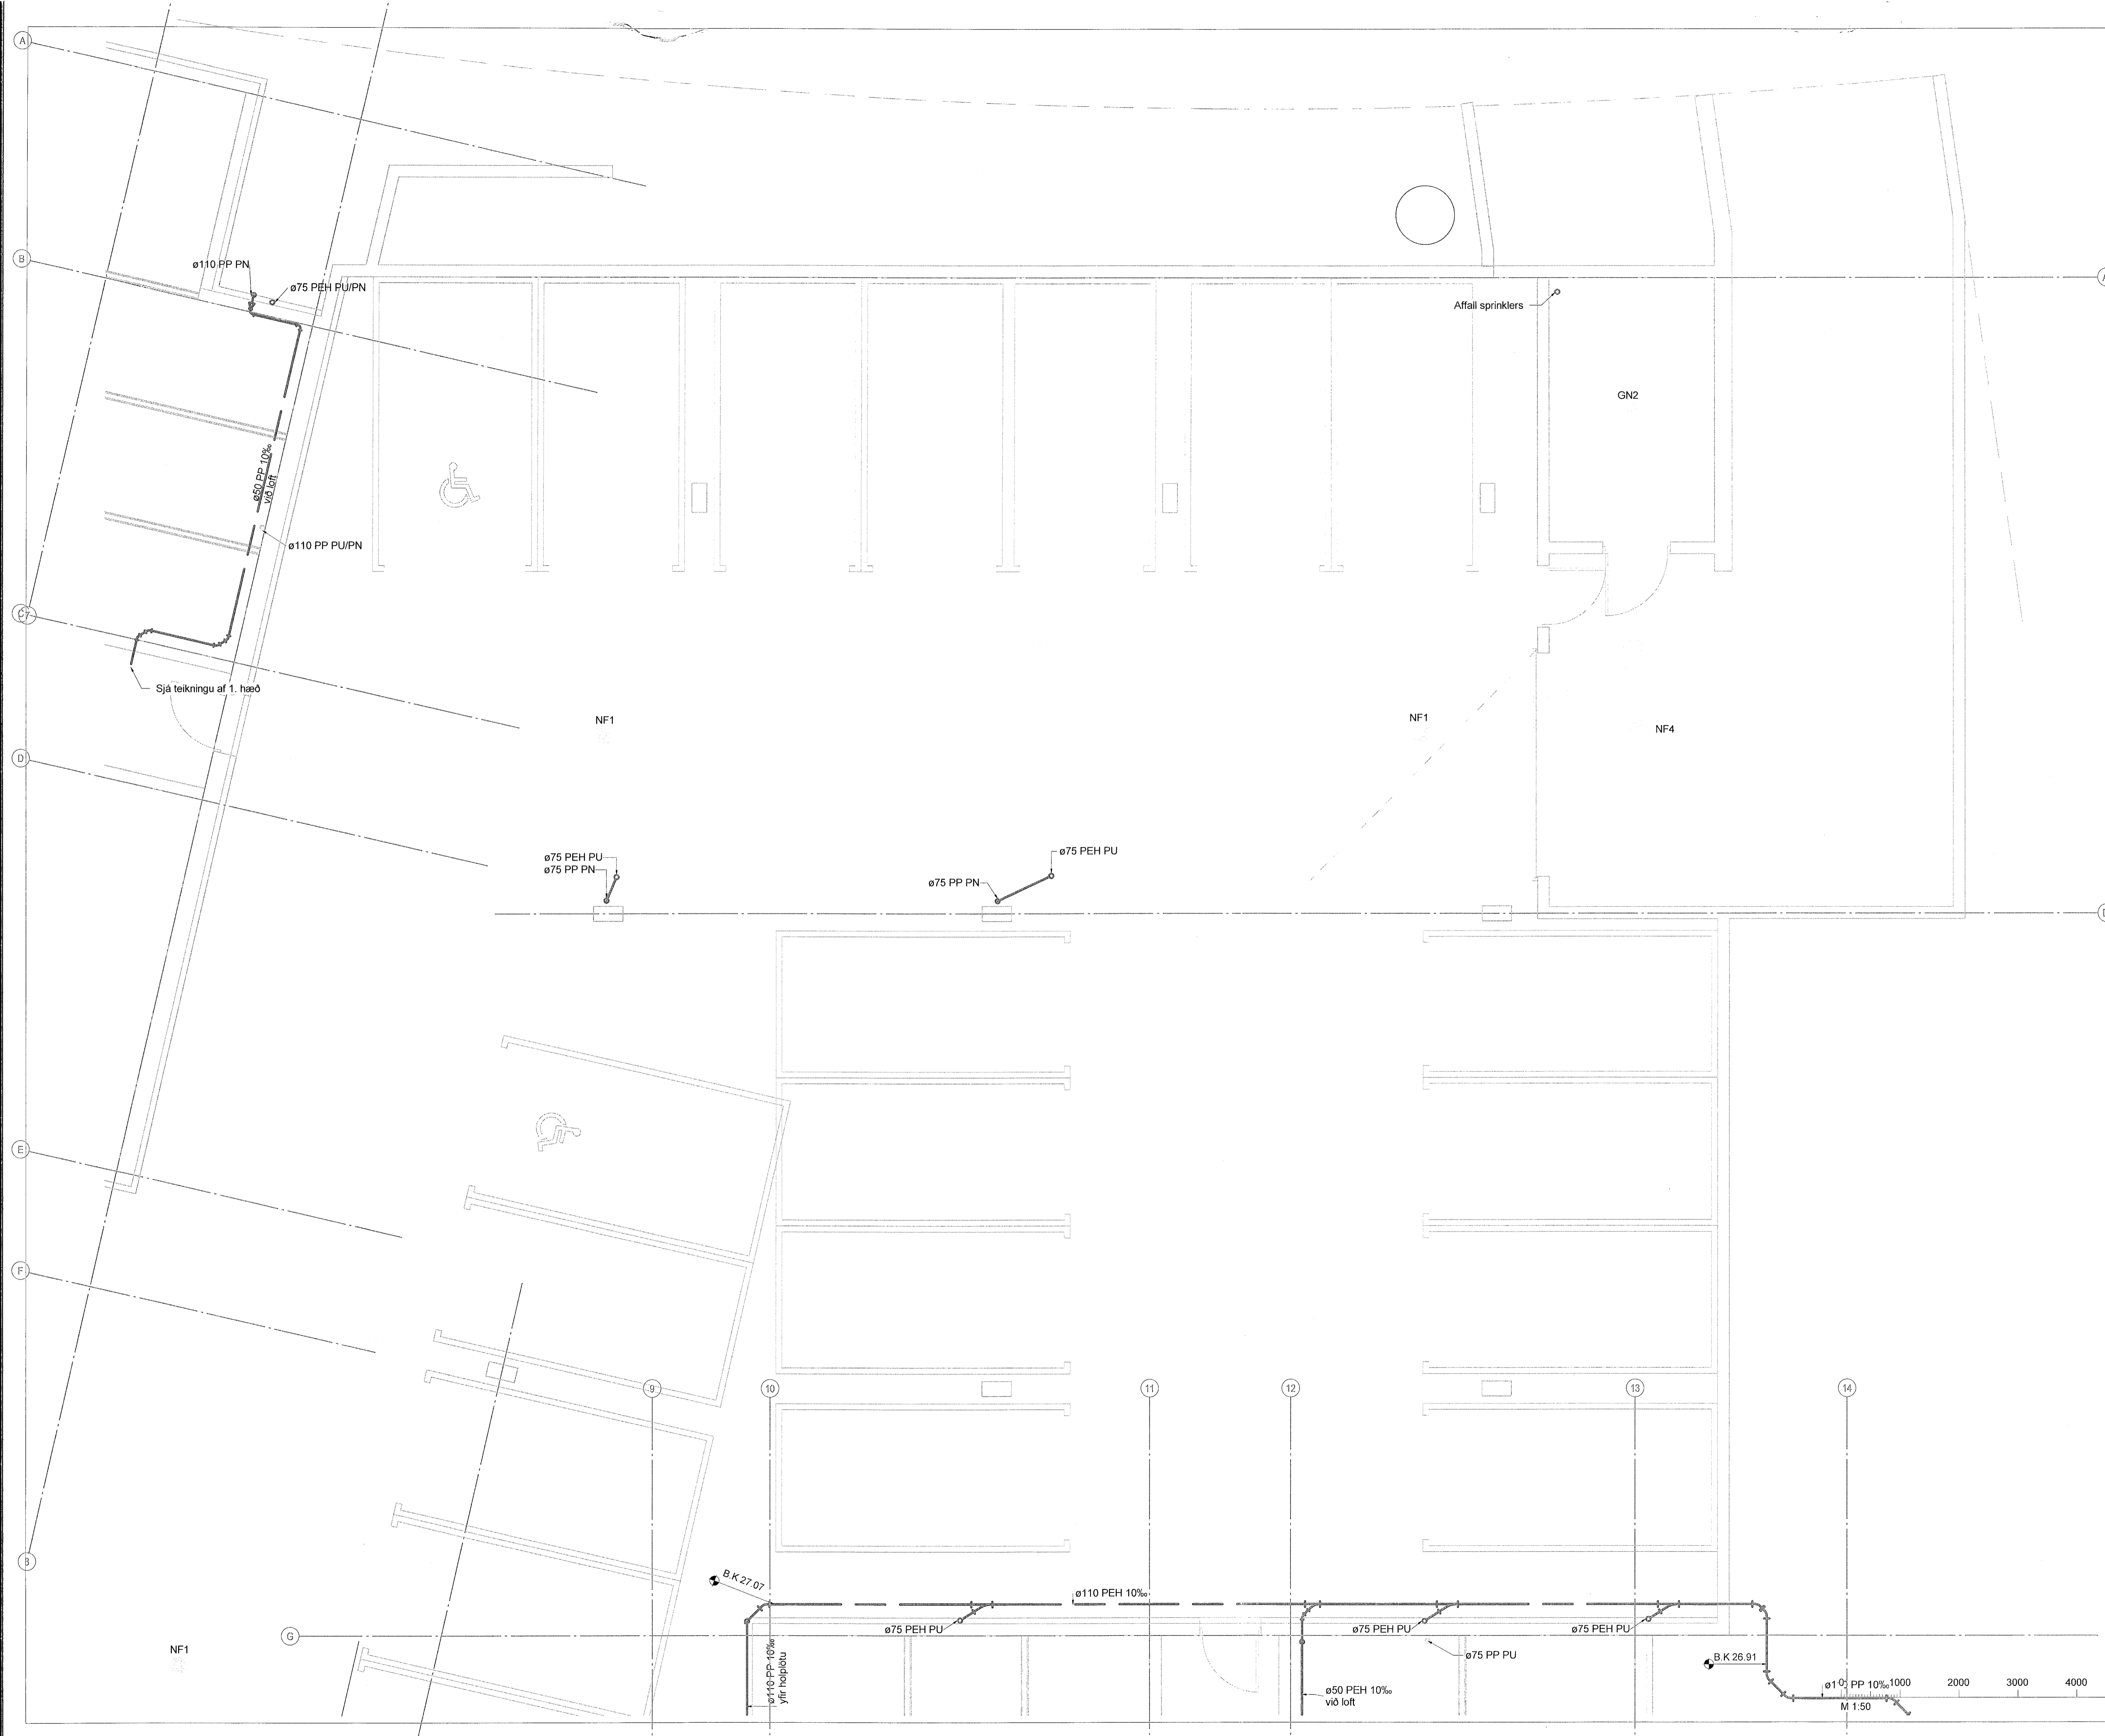 A
B
ø110 PP PN
ø75 PEH PU/PN
Affall sprinklers
GN2
ø50 PP 10‰
við loft
ø110 PP PU/PN
C
7
Sjá teikningu af 1. hæð
NF1
NF1
NF4
D
ø75 PEH PU
ø75 PP PN
ø75 PEH PU
ø75 PP PN
E
F
9
10
11
12
13
14
B.K 27.07
ø110 PEH 10‰
ø75 PEH PU
ø75 PEH PU
ø75 PEH PU
G
NF1
ø110 PP 10‰
yfir holplötu
ø75 PP PU
B.K 26.91
ø50 PEH 10‰
við loft
PP 10‰
0
1000
2000
3000
4000
M 1:50